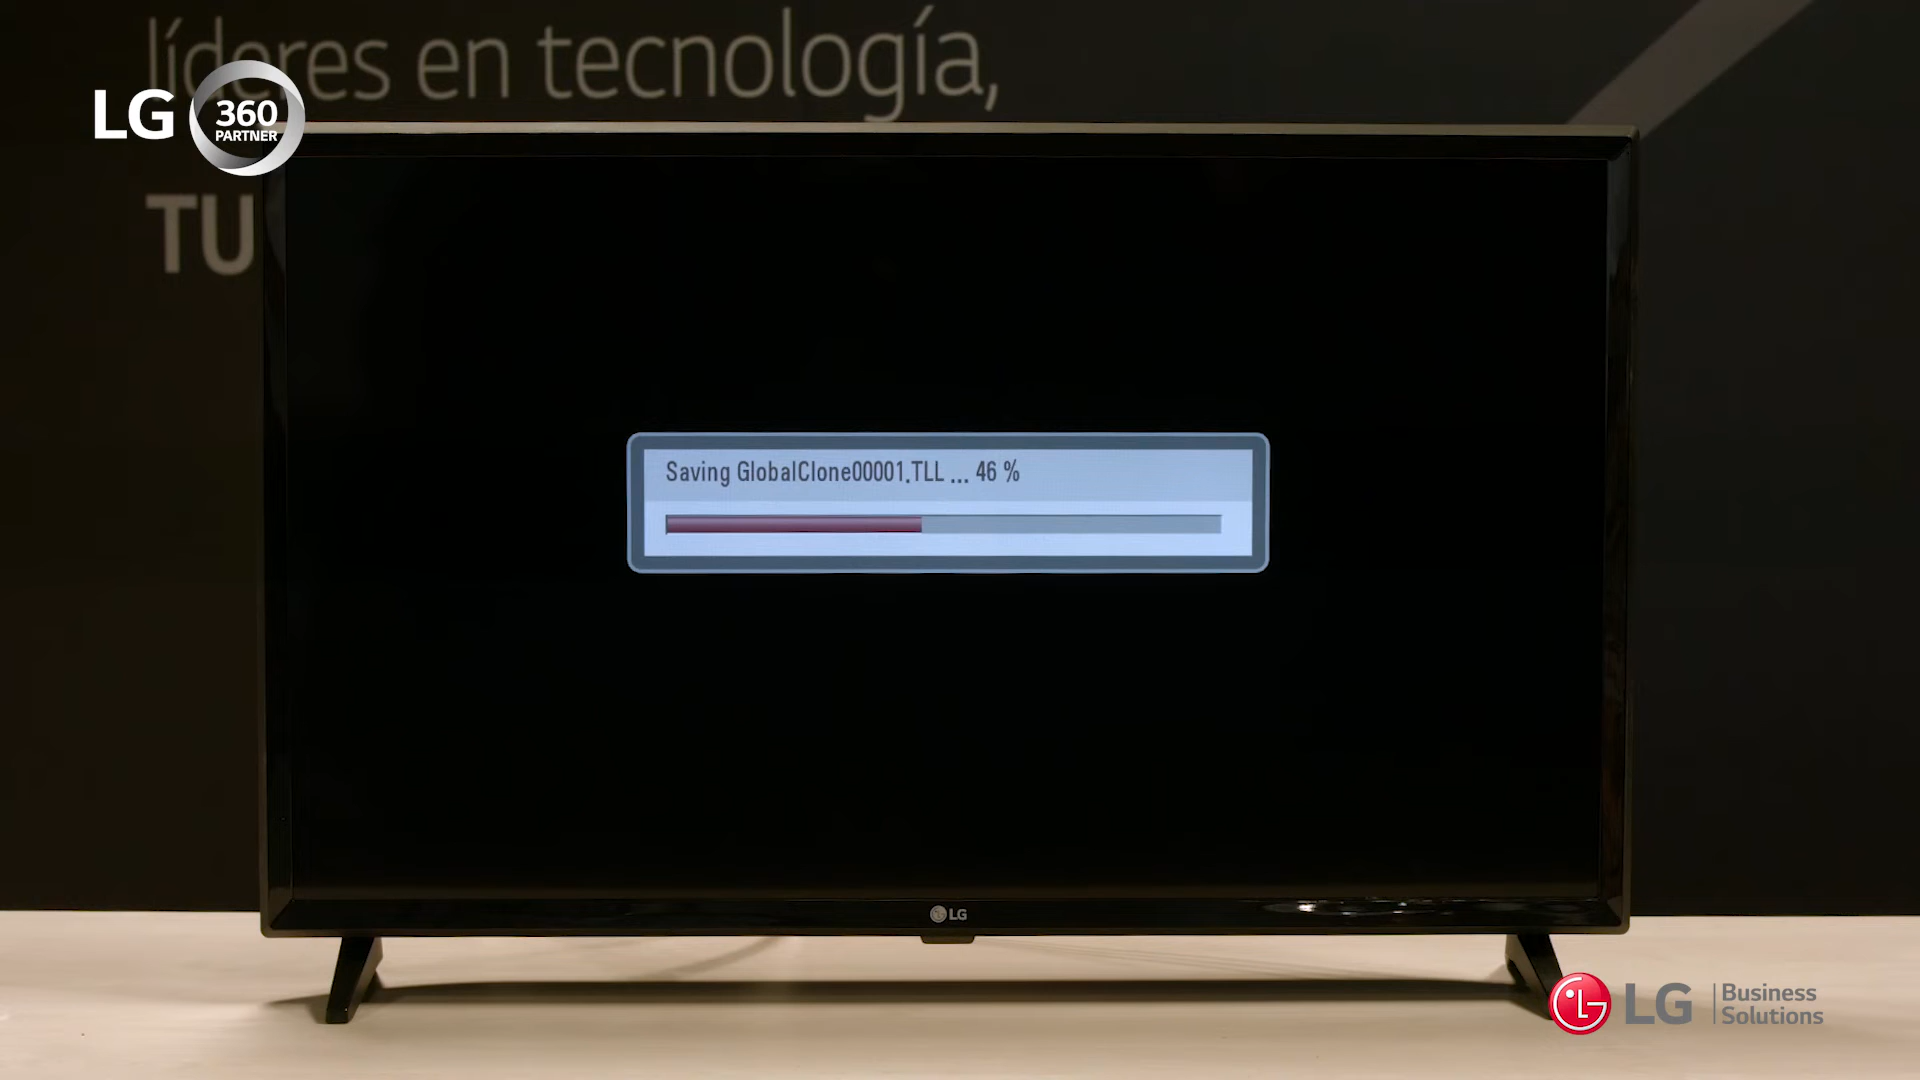 líderes en tecnología,
LG 360 PARTNER
TU
Saving GlobalClone00001.TLL ... 46 %
LG
LG Business Solutions